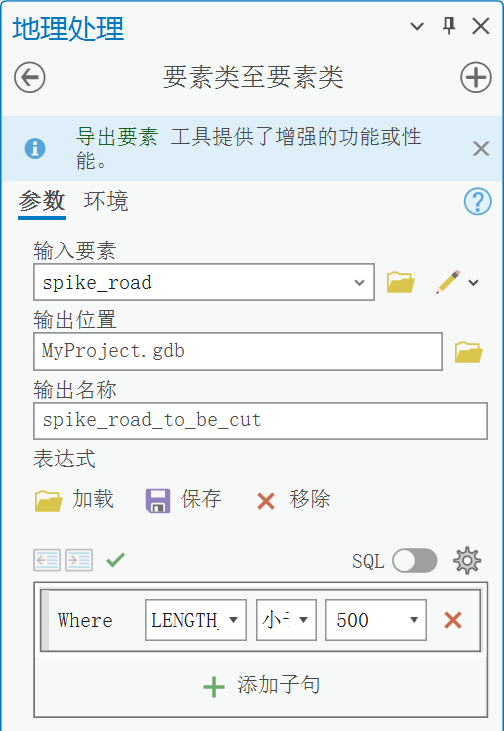 地理处理
要素类至要素类
导出要素 工具提供了增强的功能或性
能。
参数 环境
输入要素
spike_road
输出位置
MyProject.gdb
输出名称
spike_road_to_be_cut
表达式
加载 保存 移除
SQL
Where LENGTH_ 小 500
添加子句